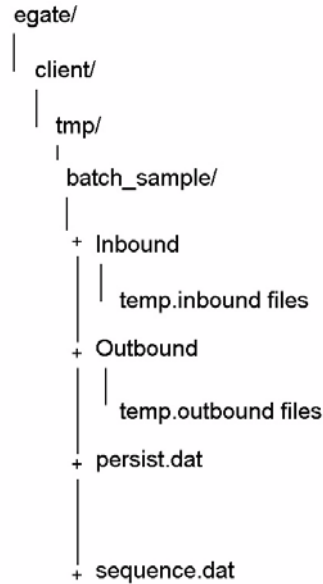 egate/
client/
tmp/
batch_sample/
+ Inbound
temp.inbound files
+ Outbound
temp.outbound files
+ persist.dat
+ sequence.dat